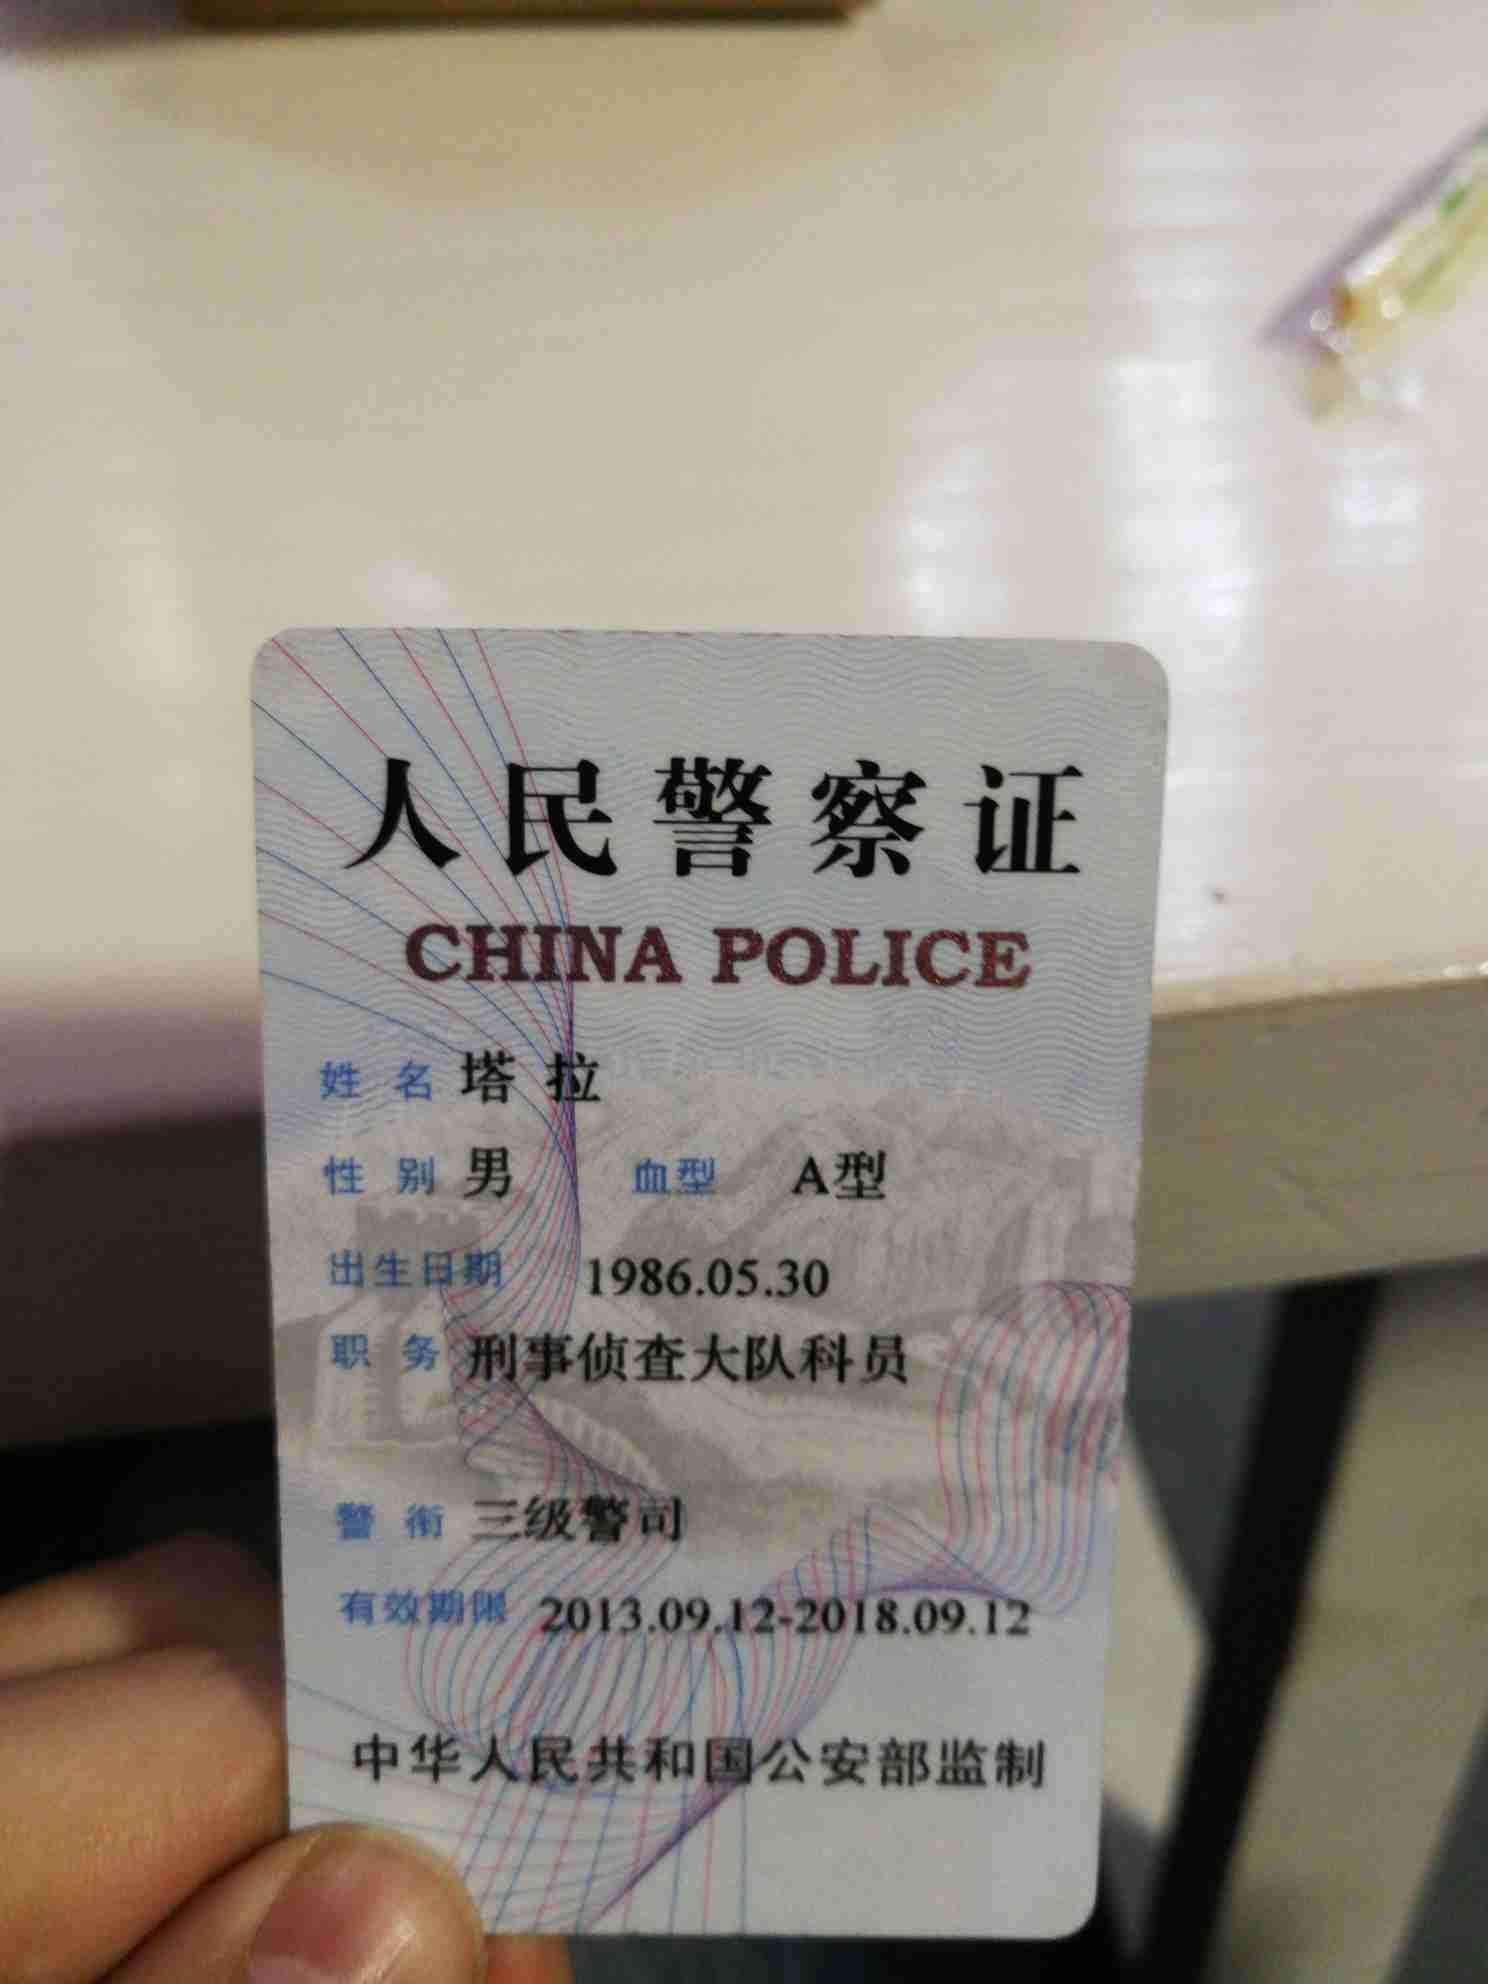 人民警察证
CHINA POLICE
姓名 塔拉
性别 男 血型 A型
出生日期 1986.05.30
职务 刑事侦查大队科员
警衔 三级警司
有效期限 2013.09.12-2018.09.12
中华人民共和国公安部监制